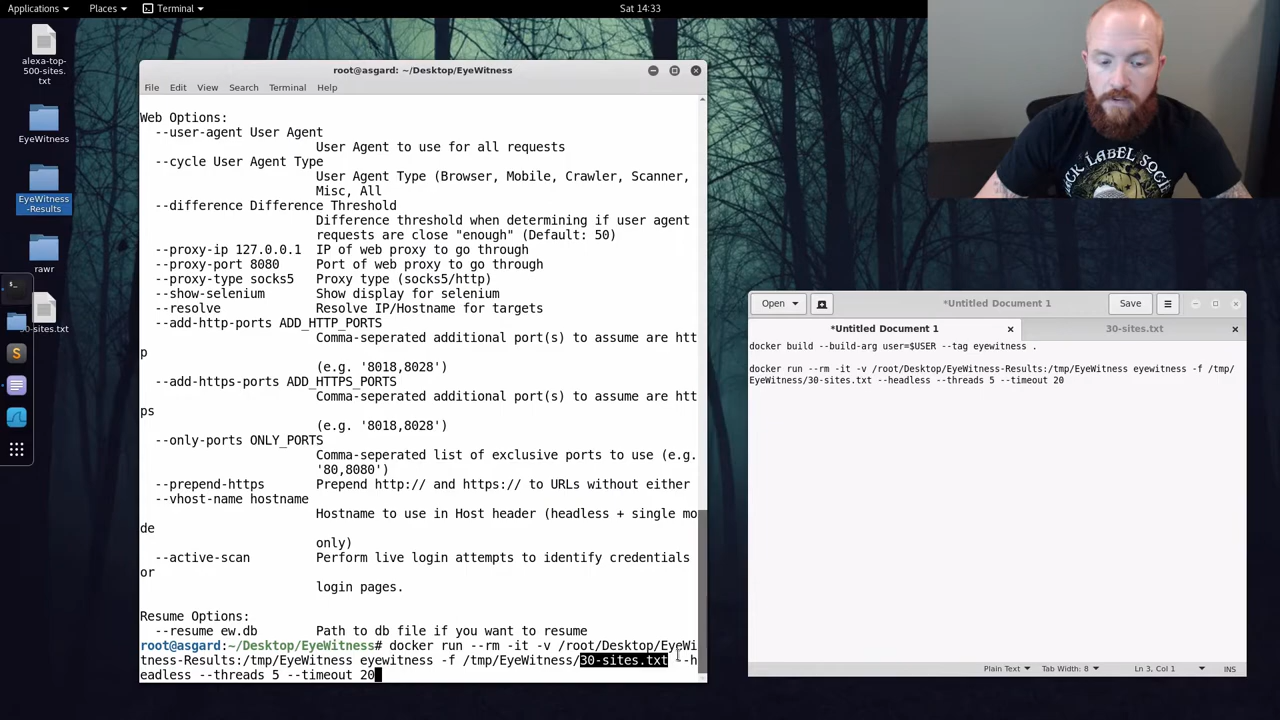 Applications
Places
Terminal
Sat 14:33
alexa-top-
500-sites.
txt
EyeWitness
EyeWitness
-Results
rawr
30-sites.txt
root@asgard: ~/Desktop/EyeWitness
File Edit View Search Terminal Help
Web Options:
--user-agent User Agent
User Agent to use for all requests
--cycle User Agent Type
User Agent Type (Browser, Mobile, Crawler, Scanner,
Misc, All
--difference Difference Threshold
Difference threshold when determining if user agent
requests are close "enough" (Default: 50)
--proxy-ip 127.0.0.1 IP of web proxy to go through
--proxy-port 8080 Port of web proxy to go through
--proxy-type socks5 Proxy type (socks5/http)
--show-selenium Show display for selenium
--resolve Resolve IP/Hostname for targets
--add-http-ports ADD_HTTP_PORTS
Comma-seperated additional port(s) to assume are htt
p
(e.g. '8018,8028')
--add-https-ports ADD_HTTPS_PORTS
Comma-seperated additional port(s) to assume are htt
ps
(e.g. '8018,8028')
--only-ports ONLY_PORTS
Comma-seperated list of exclusive ports to use (e.g.
'80,8080')
--prepend-https Prepend http:// and https:// to URLs without either
--vhost-name hostname
Hostname to use in Host header (headless + single mo
de
only)
--active-scan Perform live login attempts to identify credentials
or
login pages.
Resume Options:
--resume ew.db Path to db file if you want to resume
root@asgard:~/Desktop/EyeWitness# docker run --rm -it -v /root/Desktop/EyeWi
tness-Results:/tmp/EyeWitness eyewitness -f /tmp/EyeWitness/30-sites.txt --h
eadless --threads 5 --timeout 20
Open
*Untitled Document 1
Save
*Untitled Document 1
30-sites.txt
docker build --build-arg user=$USER --tag eyewitness .
docker run --rm -it -v /root/Desktop/EyeWitness-Results:/tmp/EyeWitness eyewitness -f /tmp/
EyeWitness/30-sites.txt --headless --threads 5 --timeout 20
Plain Text
Tab Width: 8
Ln 3, Col 1
INS
LABEL